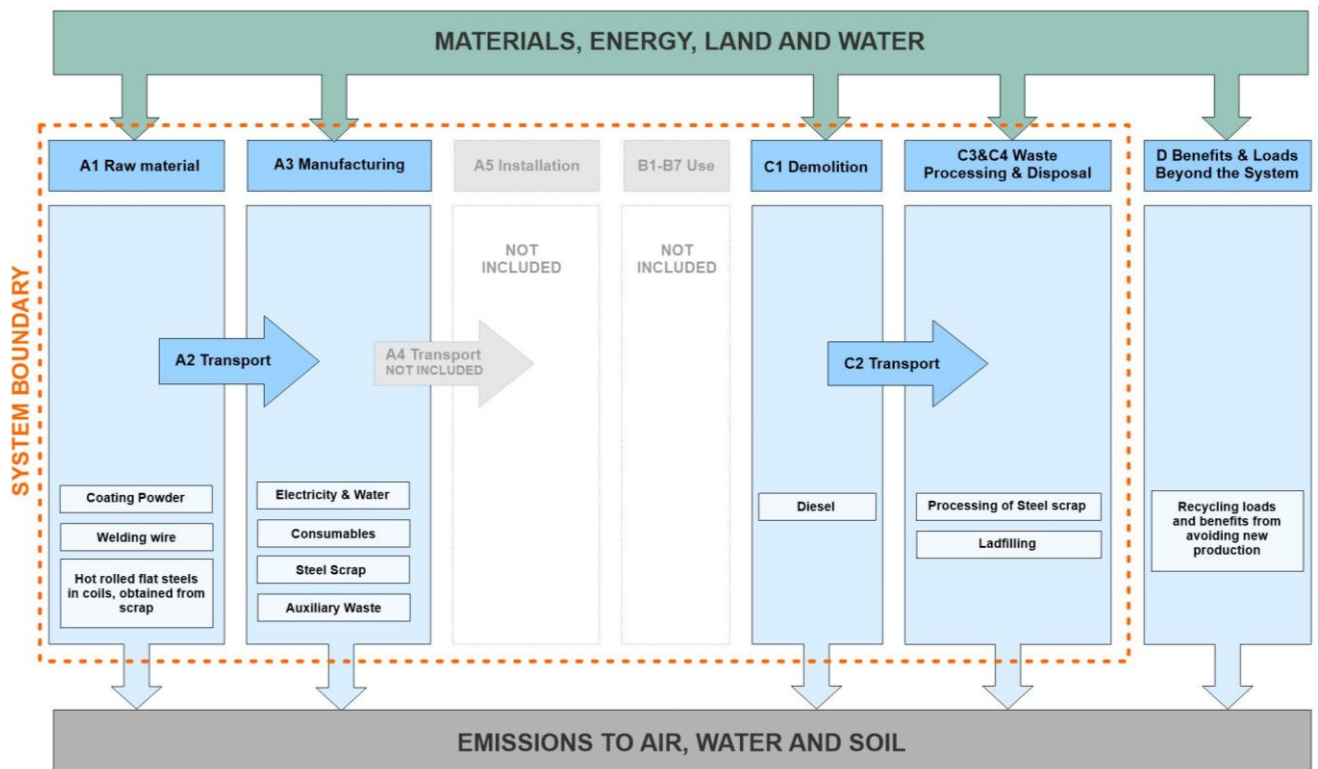 MATERIALS, ENERGY, LAND AND WATER
SYSTEM BOUNDARY
A1 Raw material
A3 Manufacturing
A5 Installation
B1-B7 Use
C1 Demolition
C3&C4 Waste
Processing & Disposal
D Benefits & Loads
Beyond the System
NOT
INCLUDED
NOT
INCLUDED
A2 Transport
A4 Transport
NOT INCLUDED
C2 Transport
Coating Powder
Welding wire
Hot rolled flat steels
in coils, obtained from
scrap
Electricity & Water
Consumables
Steel Scrap
Auxiliary Waste
Diesel
Processing of Steel scrap
Ladfilling
Recycling loads
and benefits from
avoiding new
production
EMISSIONS TO AIR, WATER AND SOIL